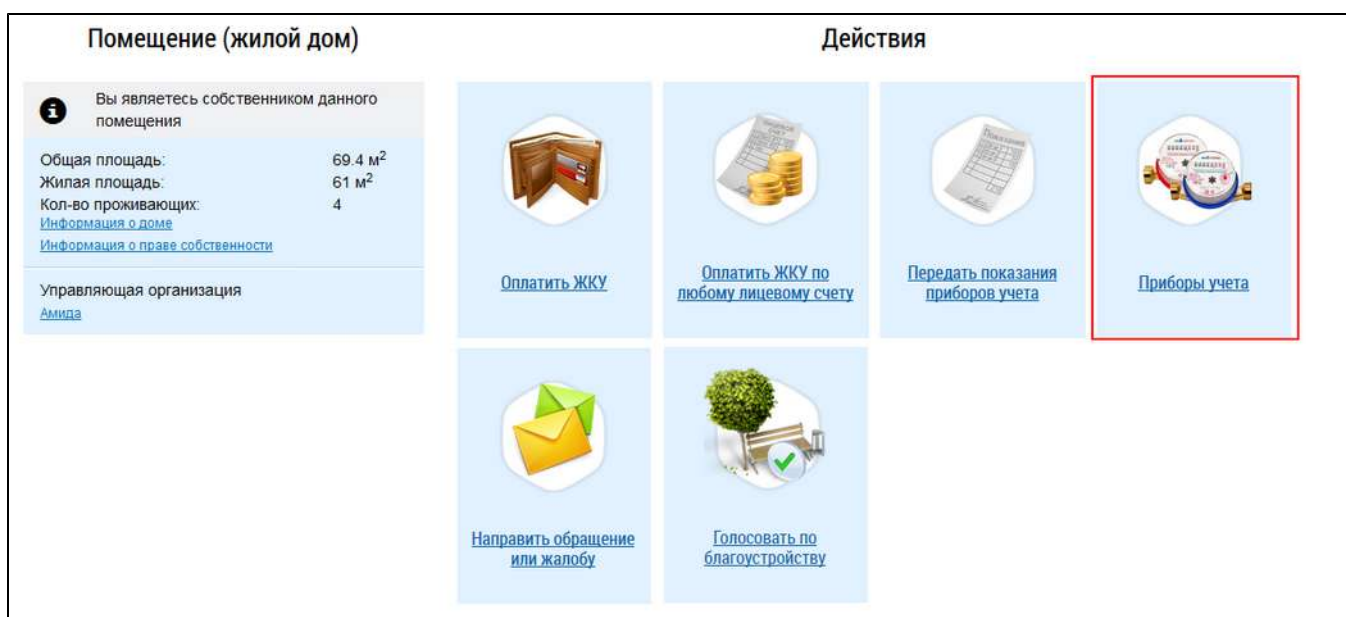 Помещение (жилой дом)
Вы являетесь собственником данного
помещения
Общая площадь: 69.4 м2
Жилая площадь: 61 м2
Кол-во проживающих: 4
Информация о доме
Информация о праве собственности
Управляющая организация
Амида
Действия
Оплатить ЖКУ
Оплатить ЖКУ по
любому лицевому счету
Показания
Передать показания
приборов учета
Приборы учета
Направить обращение
или жалобу
Голосовать по
благоустройству